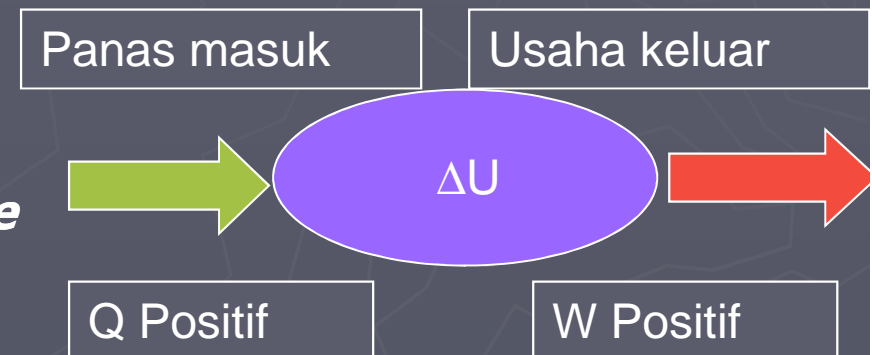 Panas masuk
Usaha keluar
e
ΔU
Q Positif
W Positif